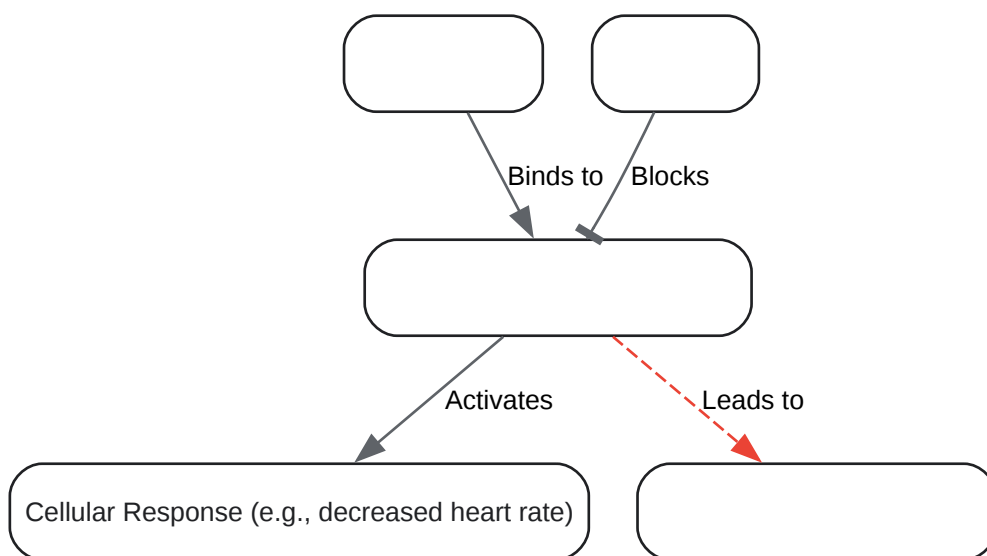 Binds to
Blocks
Activates
Leads to
Cellular Response (e.g., decreased heart rate)